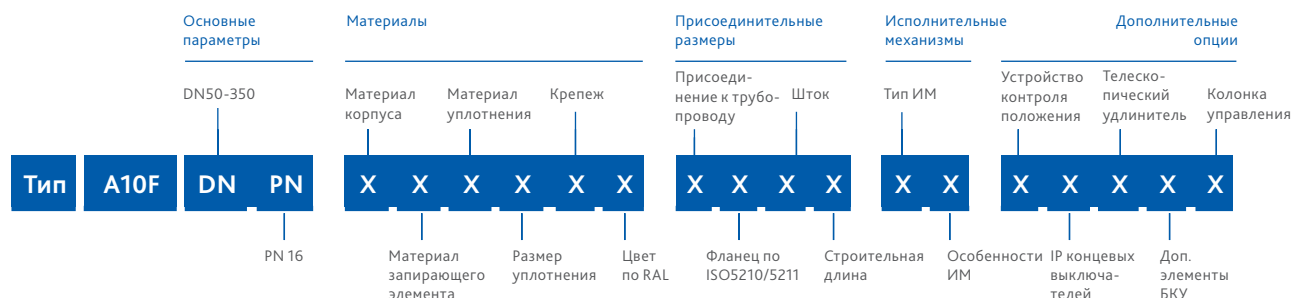 Основные
параметры
Материалы
Присоединительные
размеры
Исполнительные
механизмы
Дополнительные
опции
DN50-350
Материал
корпуса
Материал
уплотнения
Крепеж
Присоеди-
нение к трубо-
проводу
Шток
Тип ИМ
Устройство
контроля
положения
Телеско-
пический
удлинитель
Колонка
управления
Тип A10F DN PN X X X X X X X X X X X X X X X X X
PN 16
Материал
запирающего
элемента
Размер
уплотнения
Цвет
по RAL
Фланец по
ISO5210/5211
Строительная
длина
Особенности
ИМ
IP концевых
выключа-
телей
Доп.
элементы
БКУ